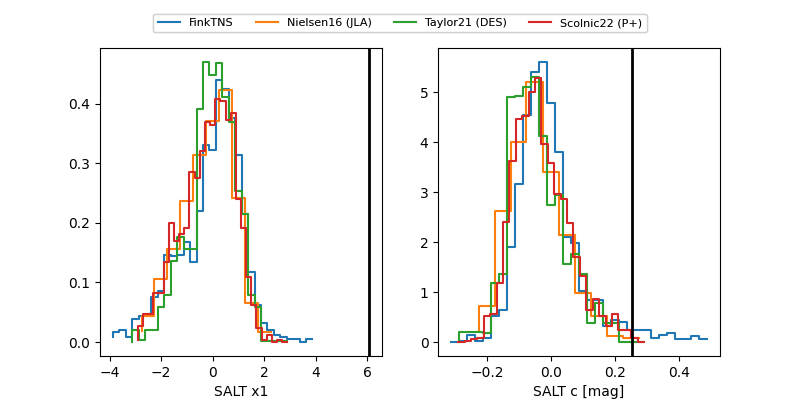 FinkTNS Nielsen16 (JLA) Taylor21 (DES) Scolnic22 (P+)
0.4
0.3
0.2
0.1
0.0
−4 −2 0 2 4 6
SALT x1
5
4
3
2
1
0
−0.2 0.0 0.2 0.4
SALT c [mag]